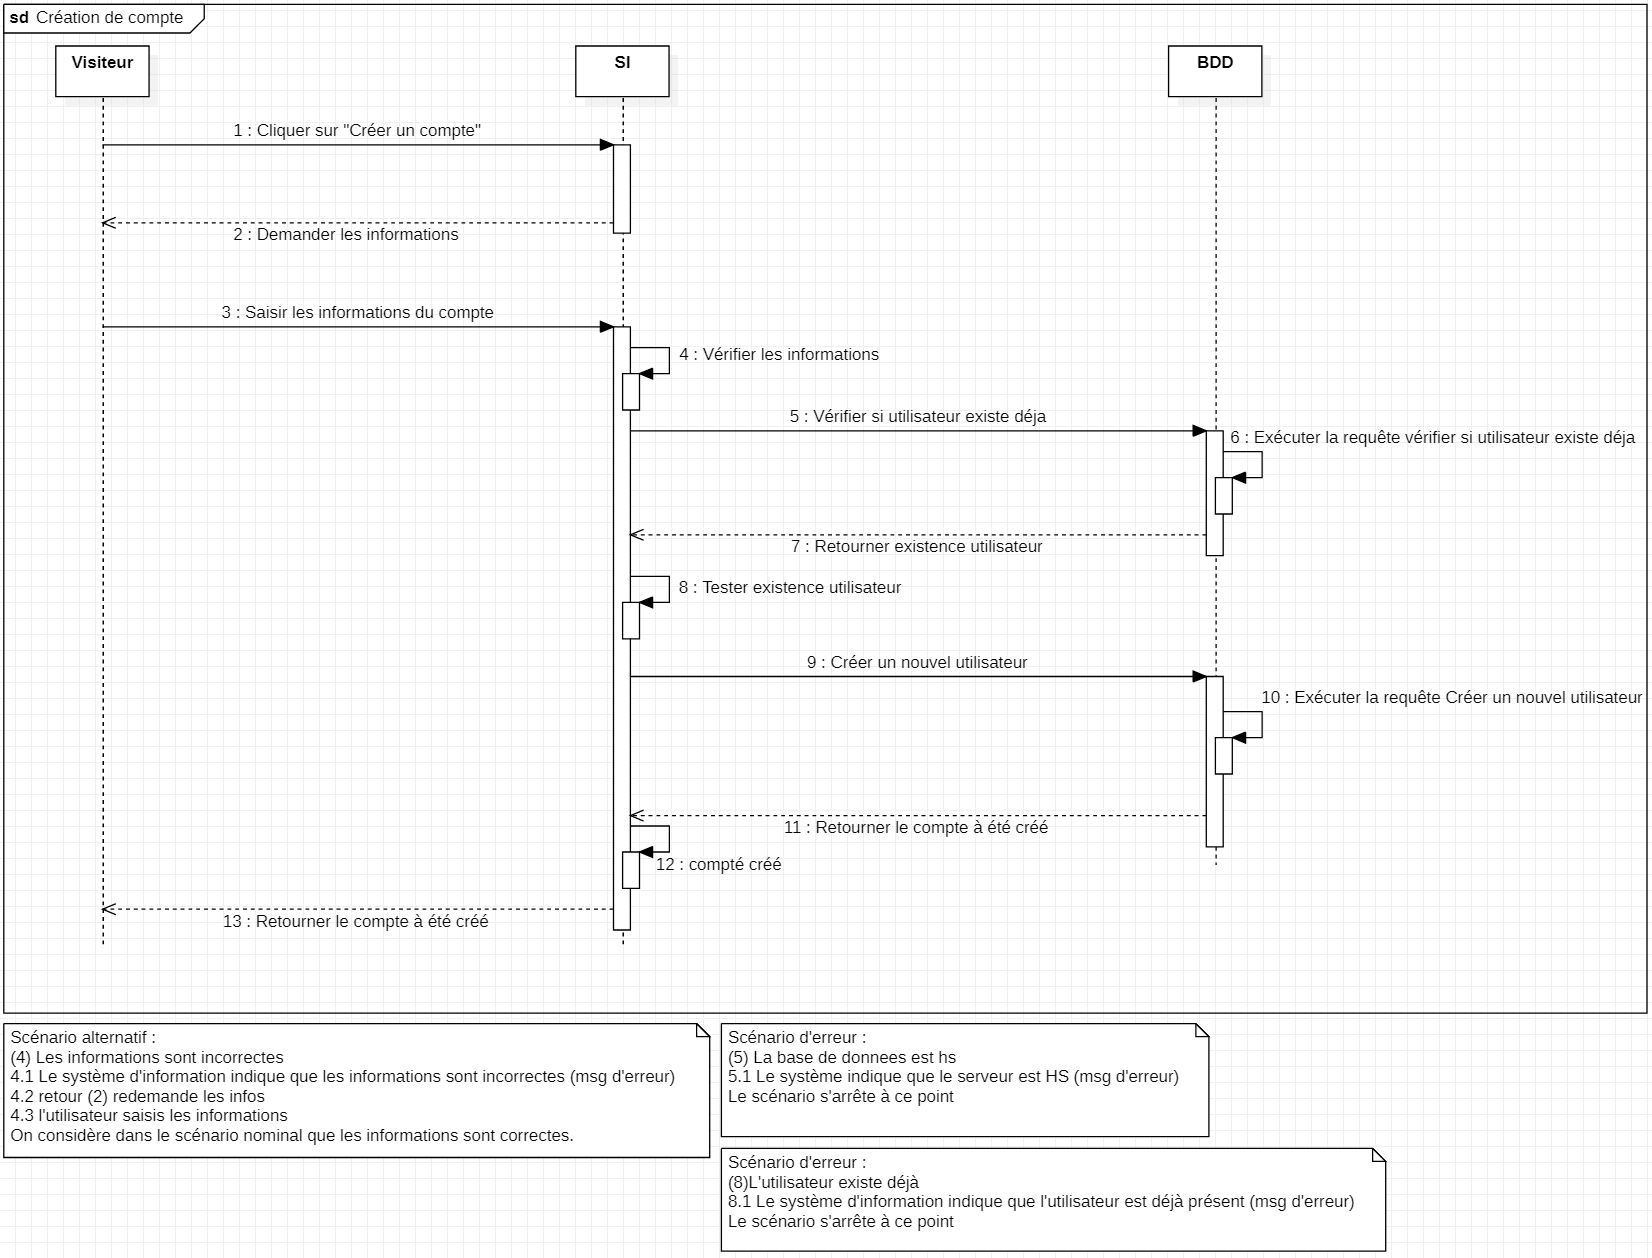 sd Création de compte
Visiteur
SI
BDD
1 : Cliquer sur "Créer un compte"
2 : Demander les informations
3 : Saisir les informations du compte
4 : Vérifier les informations
5 : Vérifier si utilisateur existe déja
6 : Exécuter la requête vérifier si utilisateur existe déja
7 : Retourner existence utilisateur
8 : Tester existence utilisateur
9 : Créer un nouvel utilisateur
10 : Exécuter la requête Créer un nouvel utilisateur
11 : Retourner le compte à été créé
12 : compté créé
13 : Retourner le compte à été créé
Scénario alternatif :
(4) Les informations sont incorrectes
4.1 Le système d'information indique que les informations sont incorrectes (msg d'erreur)
4.2 retour (2) redemande les infos
4.3 l'utilisateur saisis les informations
On considère dans le scénario nominal que les informations sont correctes.
Scénario d'erreur :
(5) La base de donnees est hs
5.1 Le système indique que le serveur est HS (msg d'erreur)
Le scénario s'arrête à ce point
Scénario d'erreur :
(8)L'utilisateur existe déjà
8.1 Le système d'information indique que l'utilisateur est déjà présent (msg d'erreur)
Le scénario s'arrête à ce point